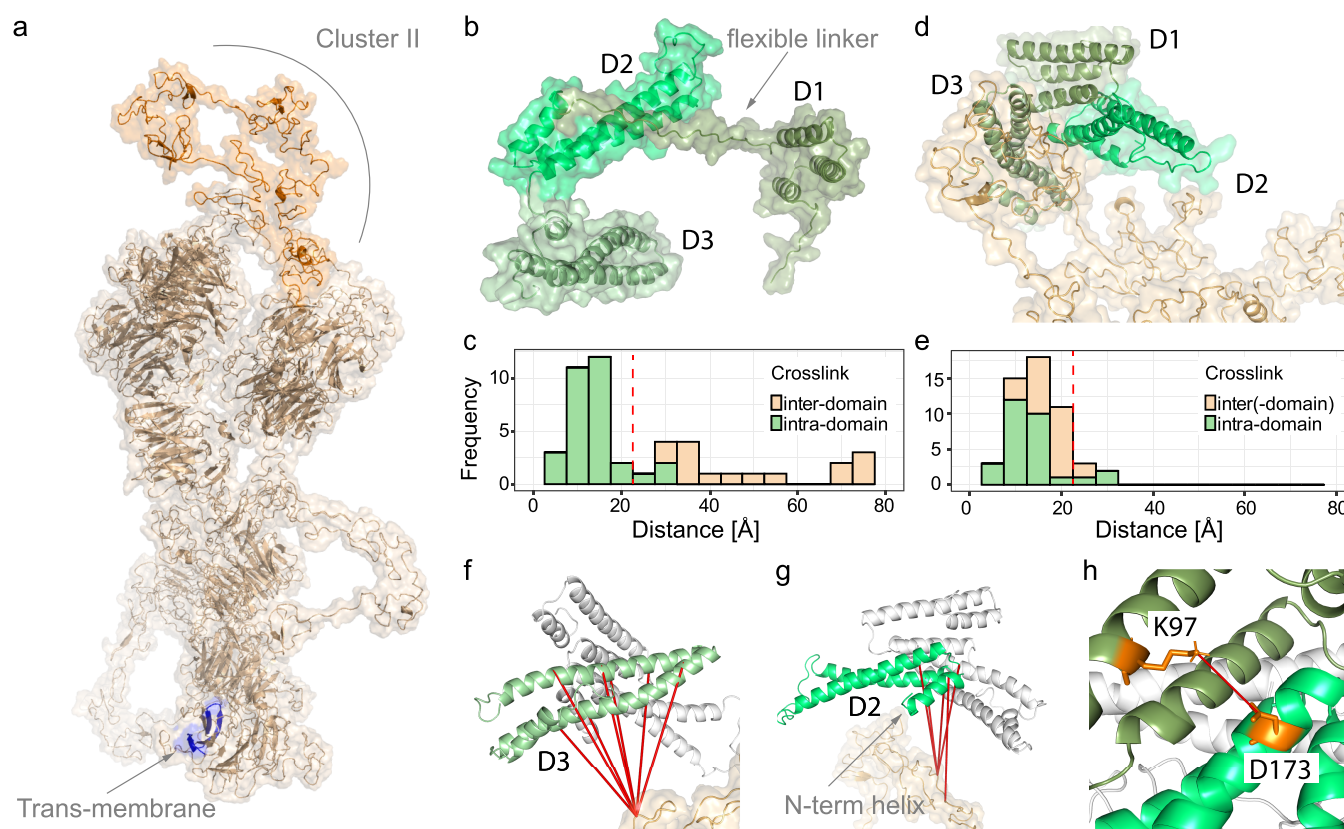 a
Cluster II
Trans-membrane
b
D2
flexible linker
D1
D3
d
D1
D3
D2
c
Frequency
10
5
0
Crosslink
inter-domain
intra-domain
0
20
40
60
80
Distance [Å]
e
15
10
5
0
Crosslink
inter(-domain)
intra-domain
0
20
40
60
80
Distance [Å]
f
D3
g
D2
N-term helix
h
K97
D173